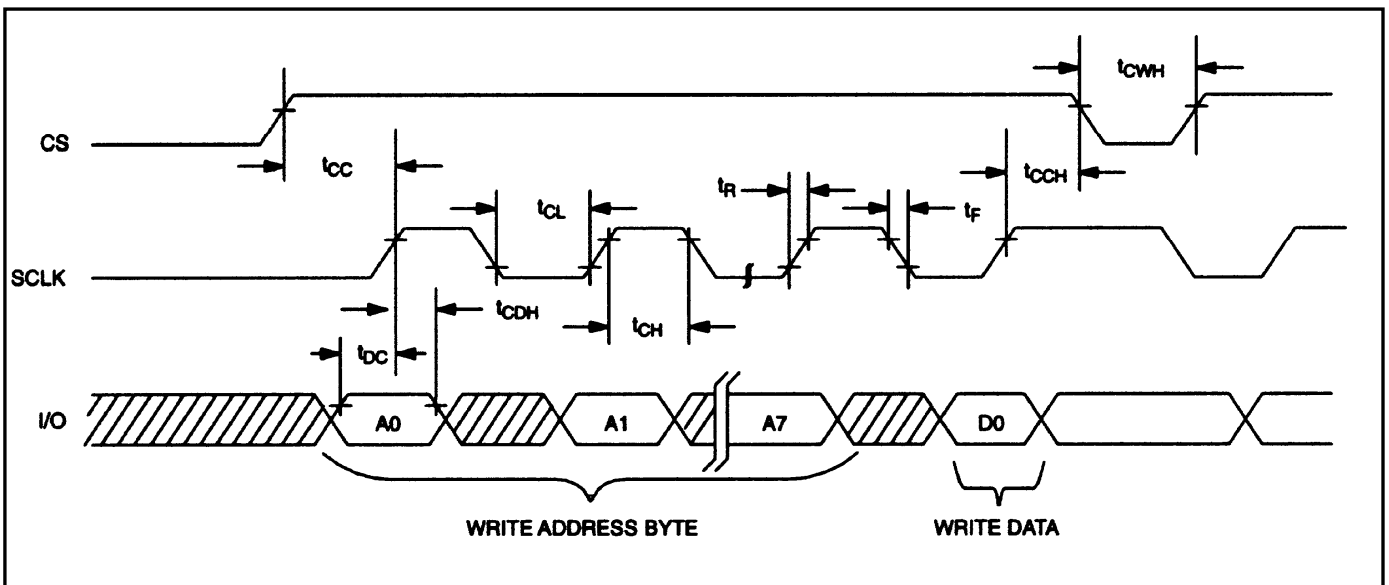 tCWH
CS
tCC
tCCH
tR
tCL
tF
SCLK
tCDH
tCH
tDC
I/O
A0
A1
A7
D0
WRITE ADDRESS BYTE
WRITE DATA